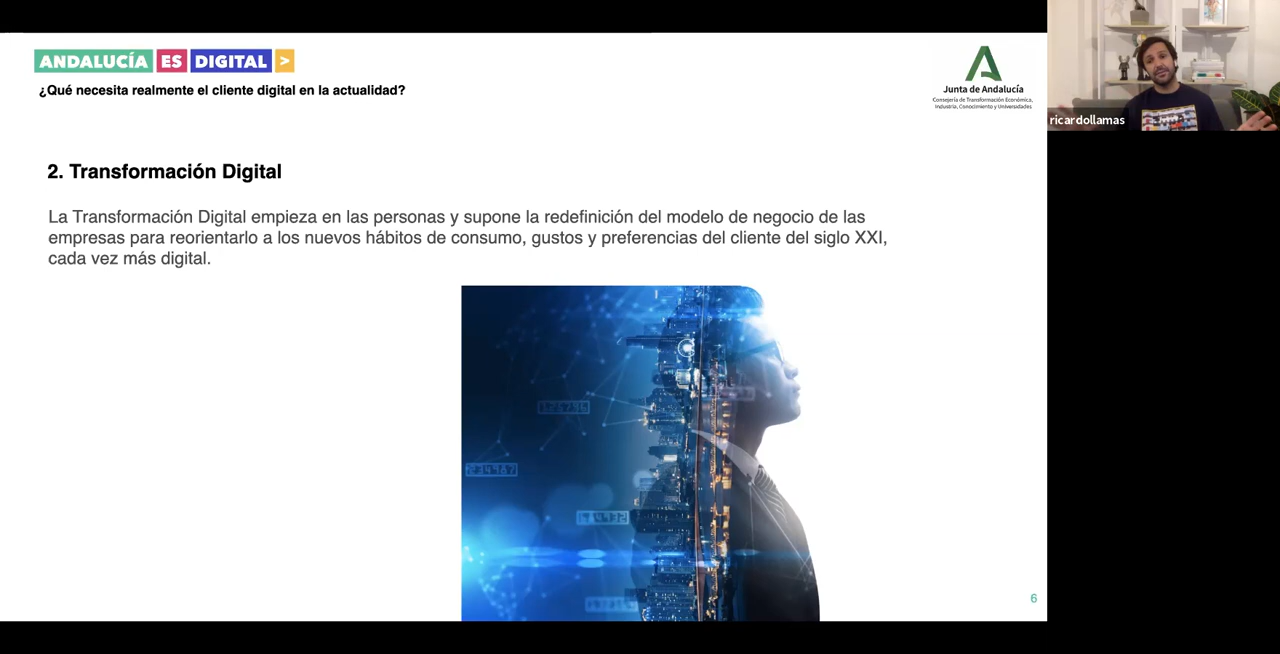 ANDALUCÍA ES DIGITAL >
¿Qué necesita realmente el cliente digital en la actualidad?
Junta de Andalucía
Consejería de Transformación Económica,
Industria, Conocimiento y Universidades
ricardollamas
2. Transformación Digital
La Transformación Digital empieza en las personas y supone la redefinición del modelo de negocio de las
empresas para reorientarlo a los nuevos hábitos de consumo, gustos y preferencias del cliente del siglo XXI,
cada vez más digital.
234987
6